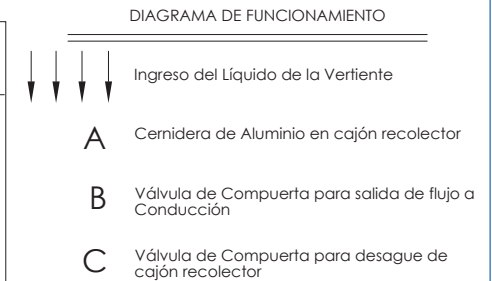 DIAGRAMA DE FUNCIONAMIENTO
Ingreso del Líquido de la Vertiente
A Cernidera de Aluminio en cajón recolector
B Válvula de Compuerta para salida de flujo a
Conducción
C Válvula de Compuerta para desague de
cajón recolector